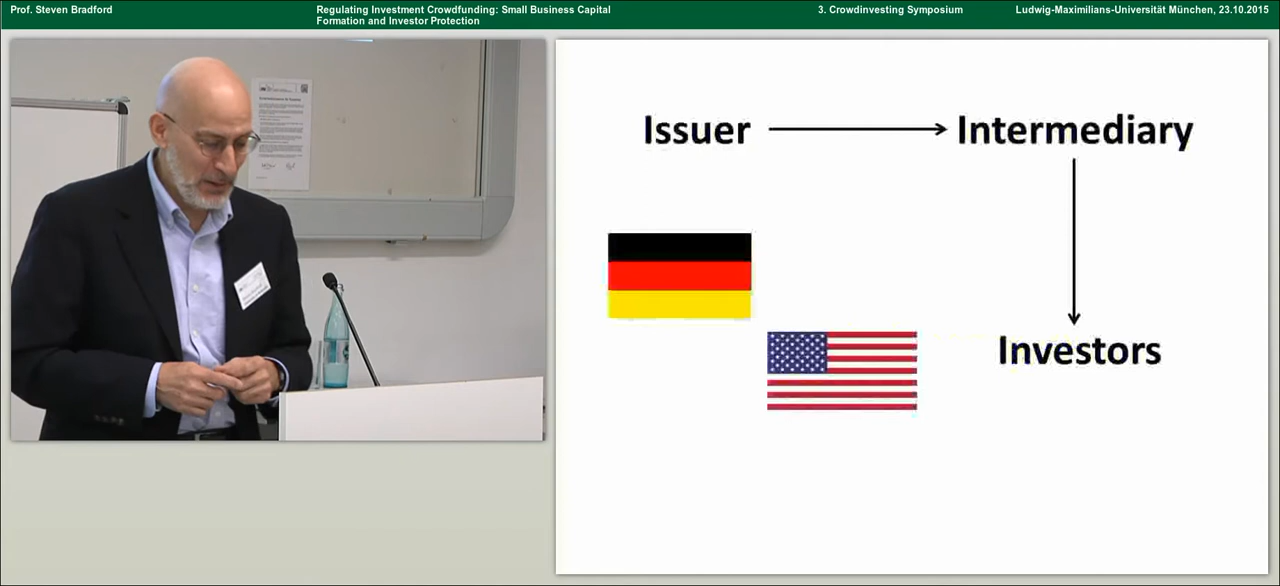 Prof. Steven Bradford
Regulating Investment Crowdfunding: Small Business Capital
Formation and Investor Protection
3. Crowdinvesting Symposium
Ludwig-Maximilians-Universität München, 23.10.2015
Issuer
Intermediary
Investors